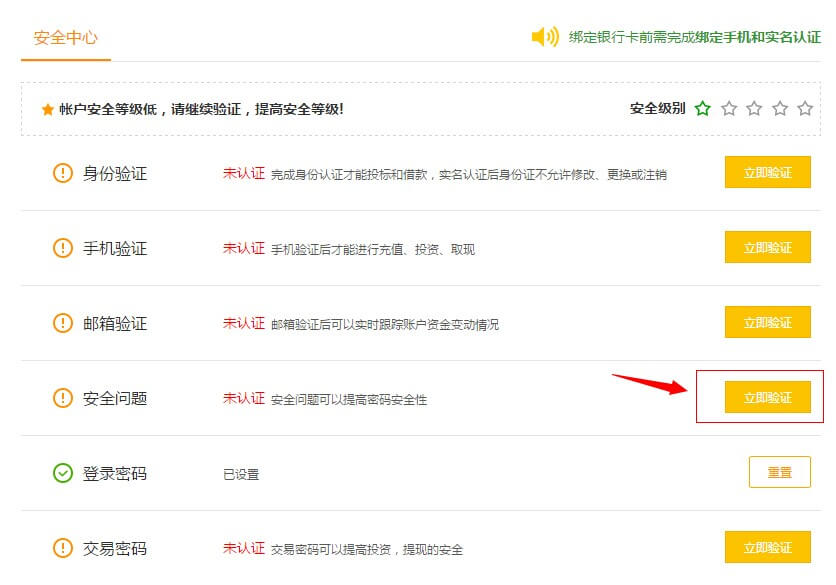 安全中心
绑定银行卡前需完成绑定手机和实名认证
帐户安全等级低，请继续验证，提高安全等级!
安全级别
身份验证 未认证 完成身份认证才能投标和借款，实名认证后身份证不允许修改、更换或注销 立即验证
手机验证 未认证 手机验证后才能进行充值、投资、取现 立即验证
邮箱验证 未认证 邮箱验证后可以实时跟踪账户资金变动情况 立即验证
安全问题 未认证 安全问题可以提高密码安全性 立即验证
登录密码 已设置 重置
交易密码 未认证 交易密码可以提高投资，提现的安全 立即验证